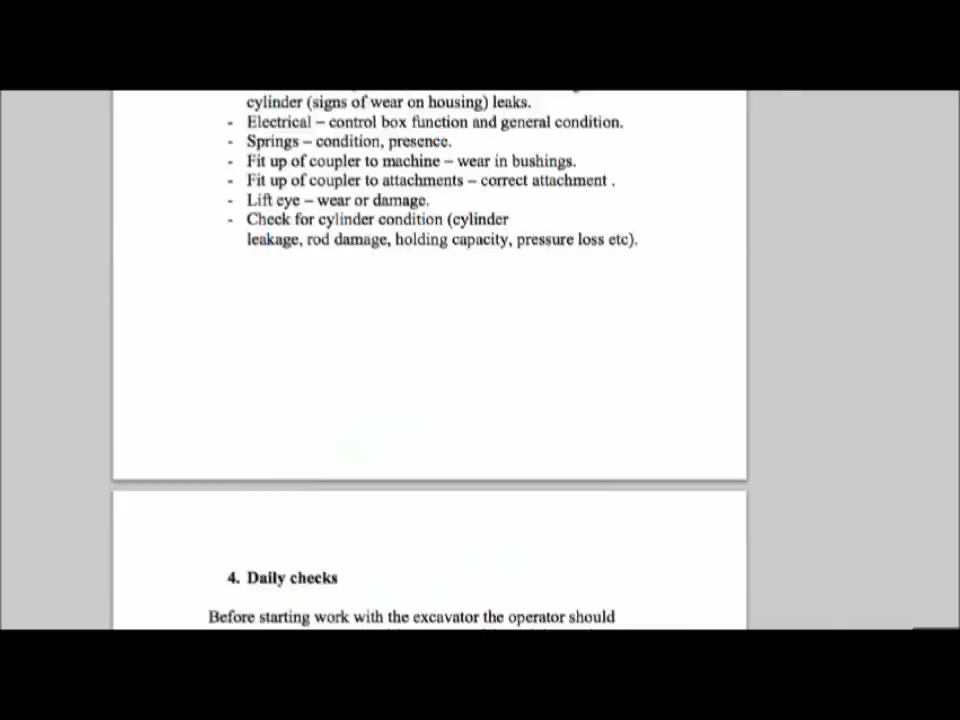 cylinder (signs of wear on housing) leaks.
- Electrical – control box function and general condition.
- Springs – condition, presence.
- Fit up of coupler to machine – wear in bushings.
- Fit up of coupler to attachments – correct attachment .
- Lift eye – wear or damage.
- Check for cylinder condition (cylinder
leakage, rod damage, holding capacity, pressure loss etc).
4. Daily checks
Before starting work with the excavator the operator should